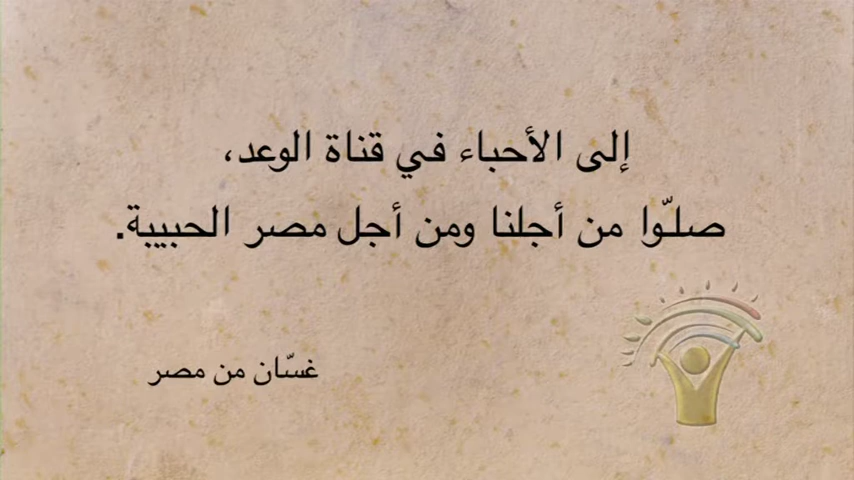 إلى الأحباء في قناة الوعد،
صلّوا من أجلنا ومن أجل مصر الحبيبة.
غسّان من مصر